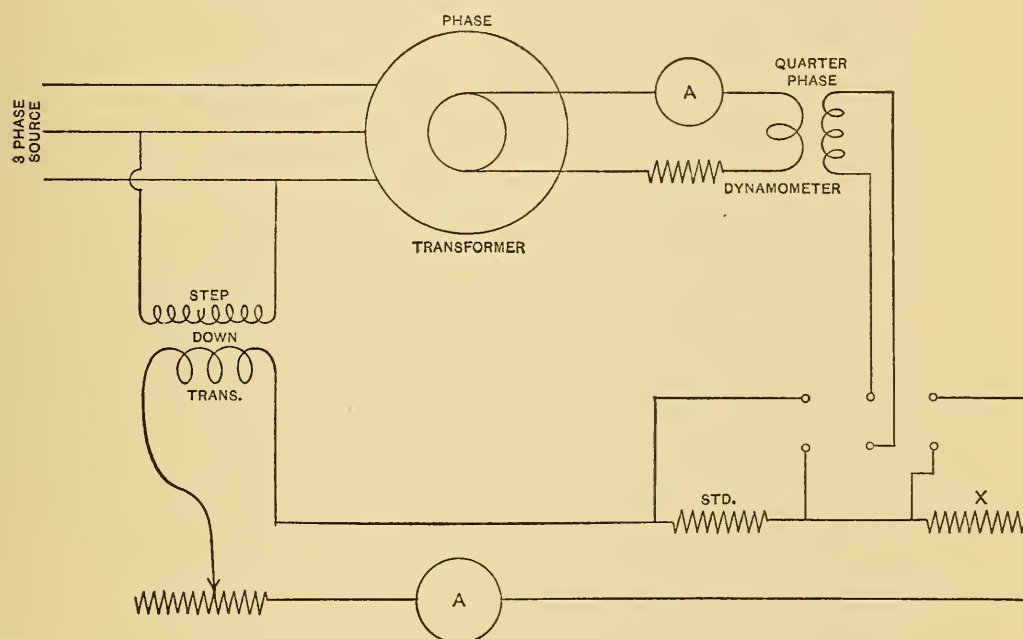 PHASE
TRANSFORMER
3 PHASE
SOURCE
A
QUARTER
PHASE
DYNAMOMETER
STEP
DOWN
TRANS.
STD.
X
A